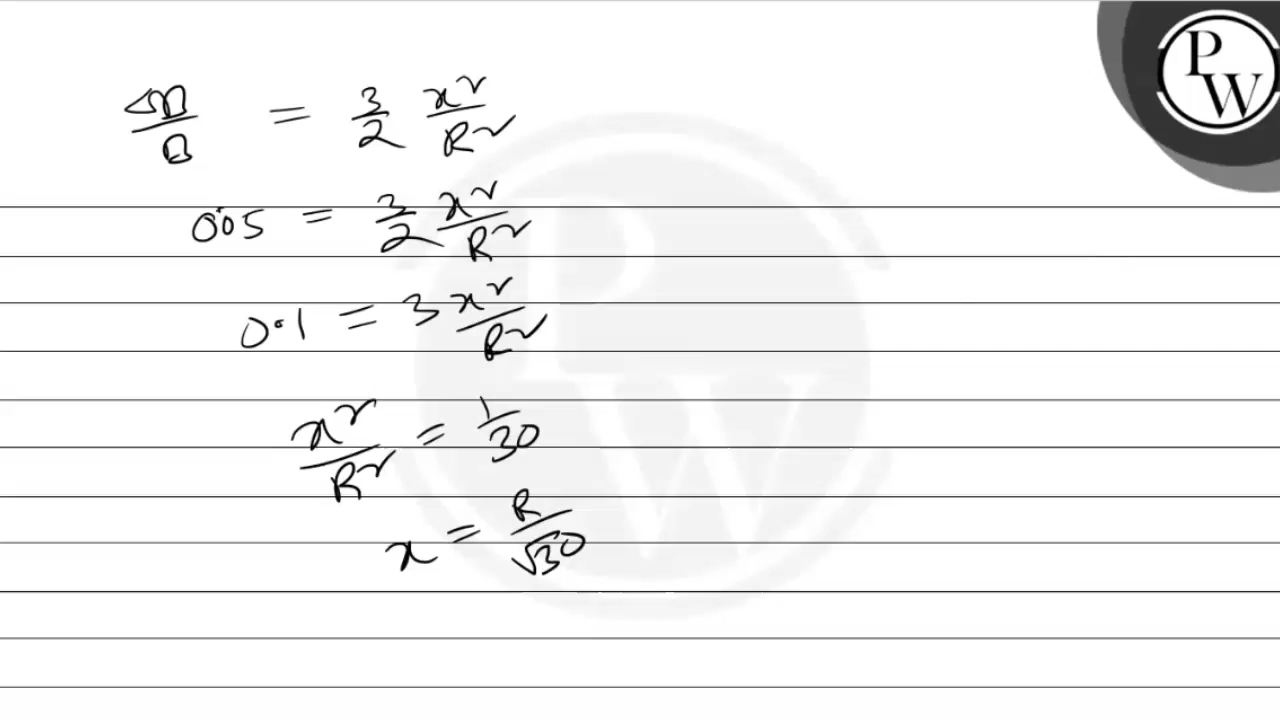 PW
ΔB/B = 3/2 x²/R²
0.05 = 3/2 x²/R²
0.1 = 3 x²/R²
x²/R² = 1/30
x = R/√30
PW